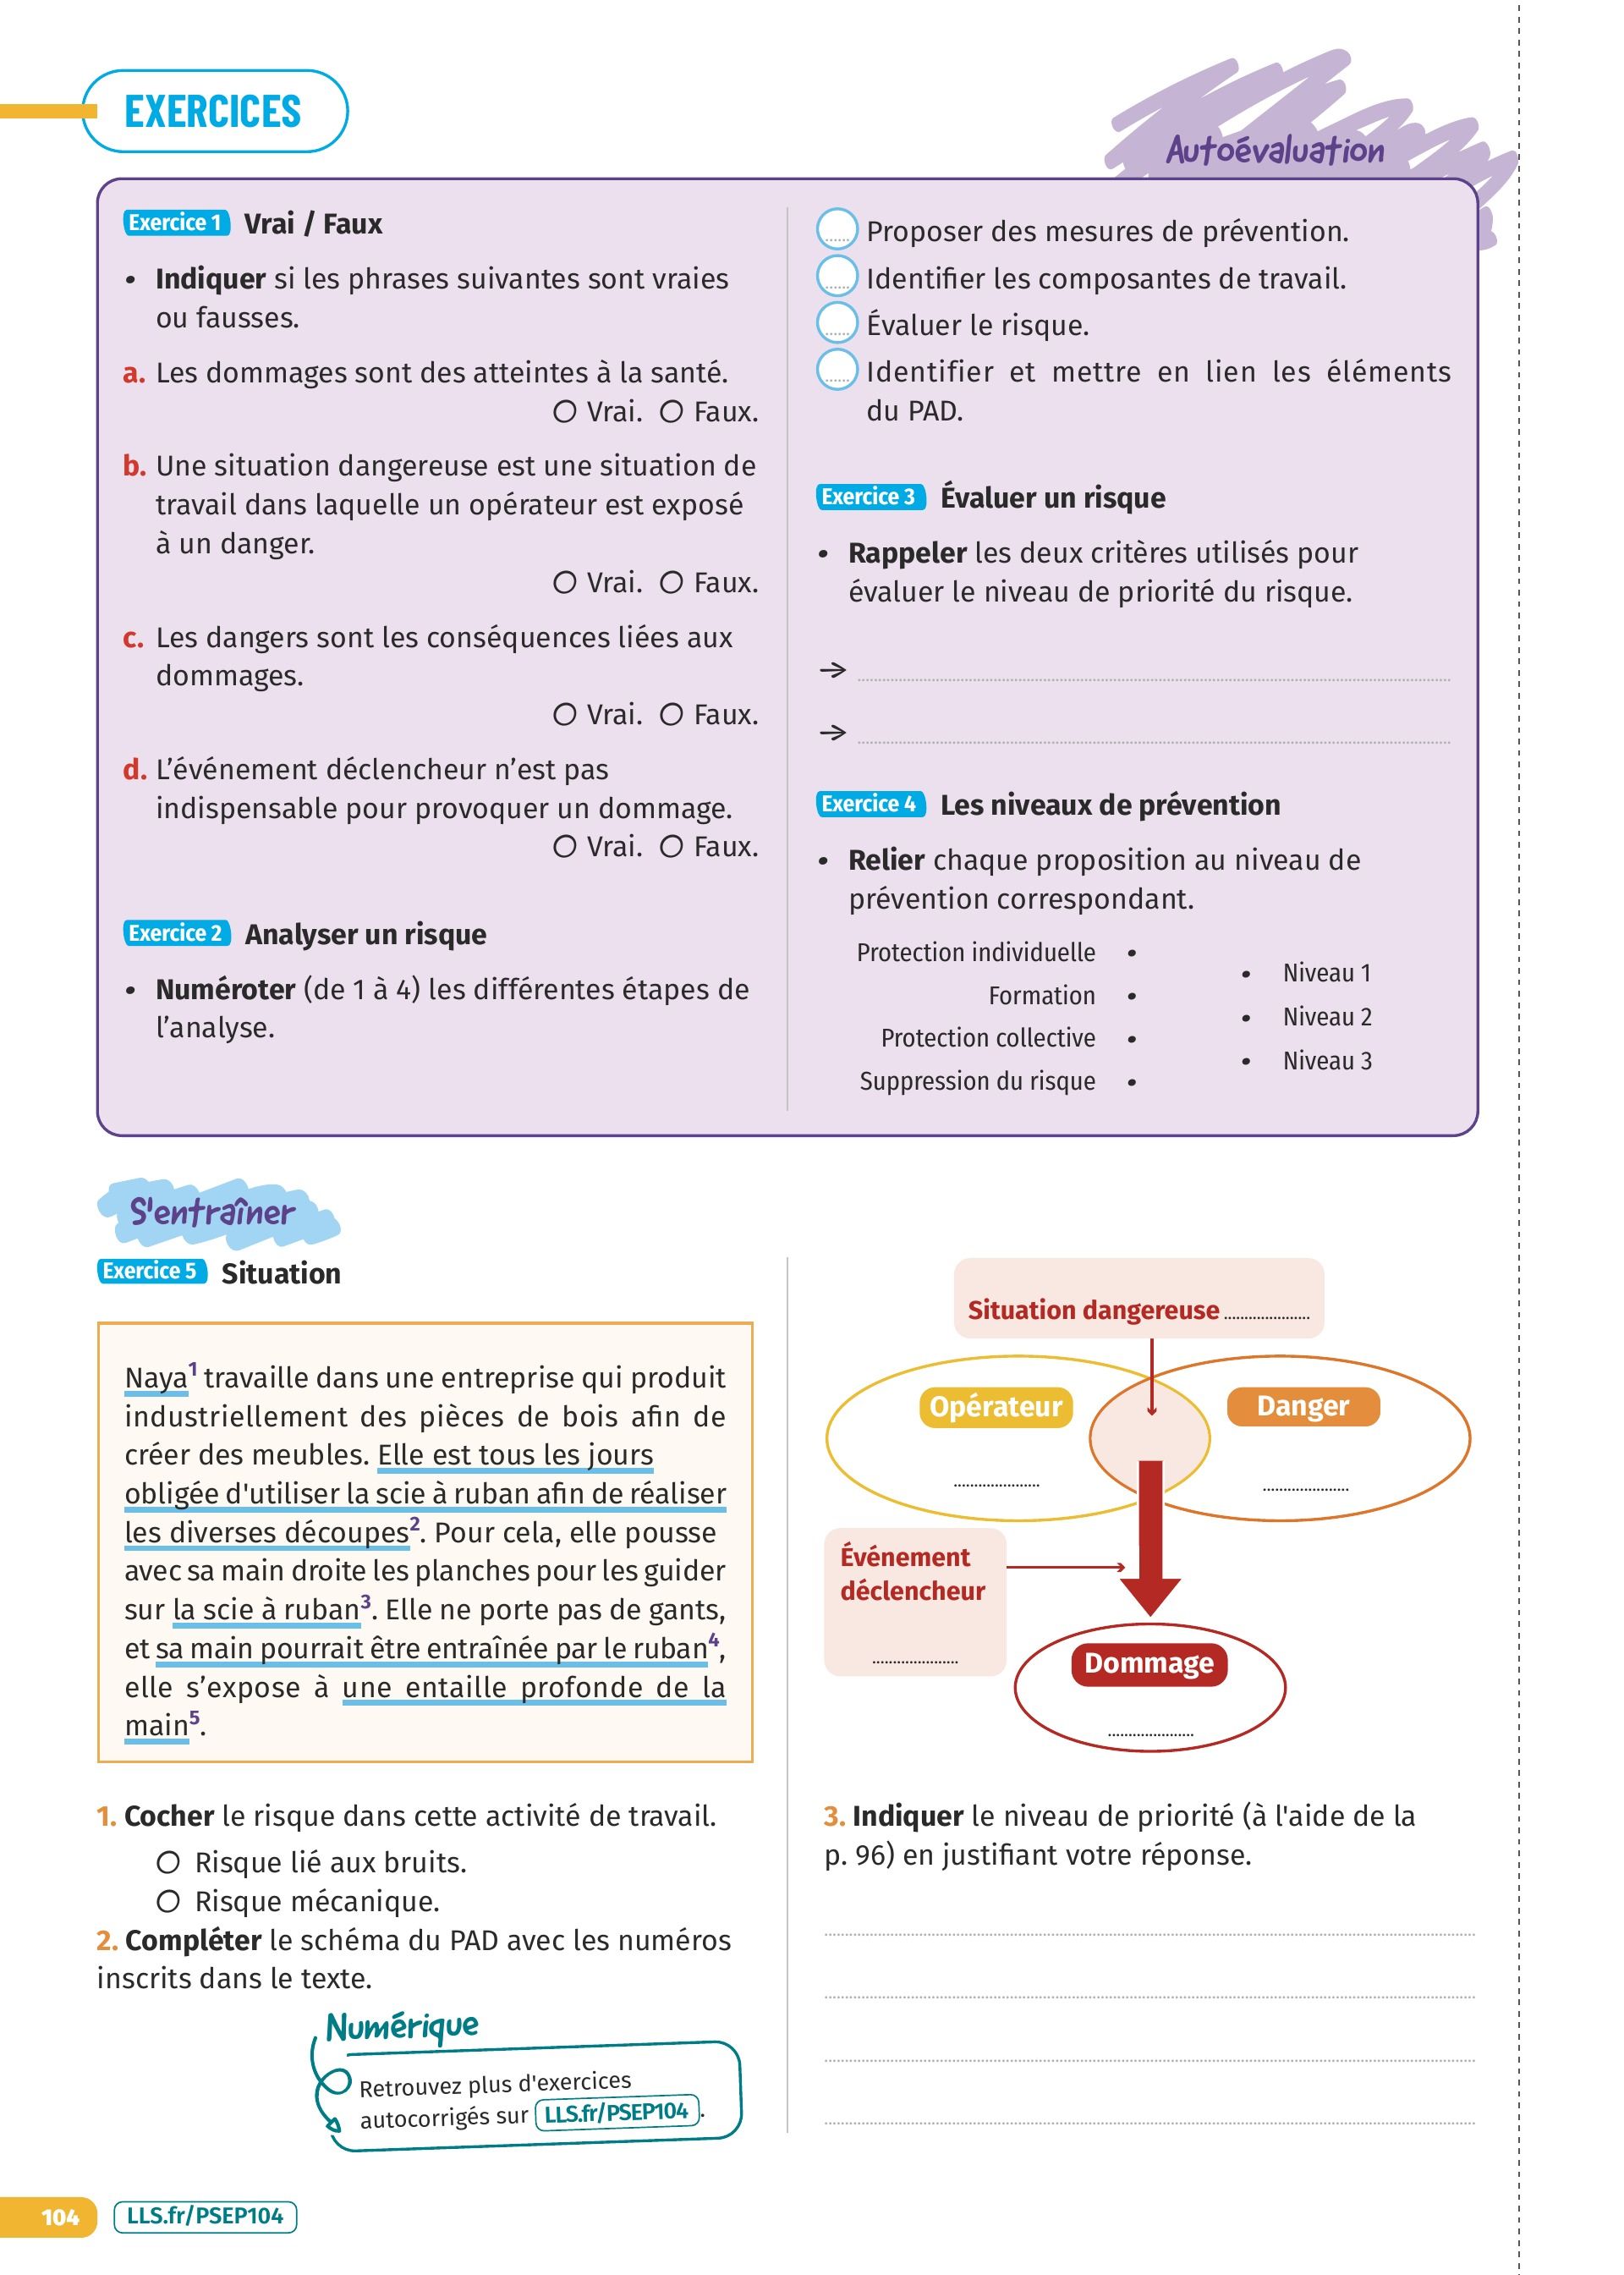 EXERCICES
Autoévaluation
Exercice 1 Vrai / Faux
• Indiquer si les phrases suivantes sont vraies
ou fausses.
a. Les dommages sont des atteintes à la santé.
Vrai. Faux.
b. Une situation dangereuse est une situation de
travail dans laquelle un opérateur est exposé
à un danger.
Vrai. Faux.
c. Les dangers sont les conséquences liées aux
dommages.
Vrai. Faux.
d. L’événement déclencheur n’est pas
indispensable pour provoquer un dommage.
Vrai. Faux.
Exercice 2 Analyser un risque
• Numéroter (de 1 à 4) les différentes étapes de
l’analyse.
...... Proposer des mesures de prévention.
...... Identifier les composantes de travail.
...... Évaluer le risque.
...... Identifier et mettre en lien les éléments
du PAD.
Exercice 3 Évaluer un risque
• Rappeler les deux critères utilisés pour
évaluer le niveau de priorité du risque.
→
→
Exercice 4 Les niveaux de prévention
• Relier chaque proposition au niveau de
prévention correspondant.
Protection individuelle •
Formation •
Protection collective •
Suppression du risque •
• Niveau 1
• Niveau 2
• Niveau 3
S'entraîner
Exercice 5 Situation
Naya1 travaille dans une entreprise qui produit
industriellement des pièces de bois afin de
créer des meubles. Elle est tous les jours
obligée d'utiliser la scie à ruban afin de réaliser
les diverses découpes2. Pour cela, elle pousse
avec sa main droite les planches pour les guider
sur la scie à ruban3. Elle ne porte pas de gants,
et sa main pourrait être entraînée par le ruban4,
elle s’expose à une entaille profonde de la
main5.
1. Cocher le risque dans cette activité de travail.
Risque lié aux bruits.
Risque mécanique.
2. Compléter le schéma du PAD avec les numéros
inscrits dans le texte.
Numérique
Retrouvez plus d'exercices
autocorrigés sur LLS.fr/PSEP104.
Situation dangereuse .....................
Opérateur
Danger
Événement
déclencheur
Dommage
3. Indiquer le niveau de priorité (à l'aide de la
p. 96) en justifiant votre réponse.
104
LLS.fr/PSEP104